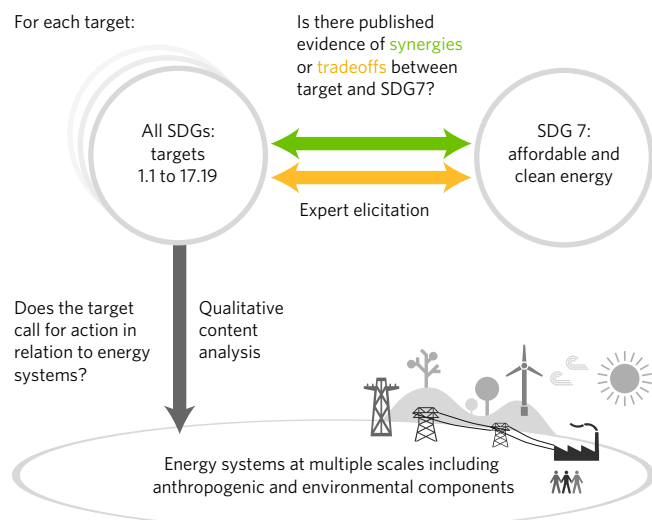 For each target:
Is there published
evidence of synergies
or tradeoffs between
target and SDG7?
All SDGs:
targets
1.1 to 17.19
SDG 7:
affordable and
clean energy
Expert elicitation
Does the target
call for action in
relation to energy
systems?
Qualitative
content
analysis
Energy systems at multiple scales including
anthropogenic and environmental components